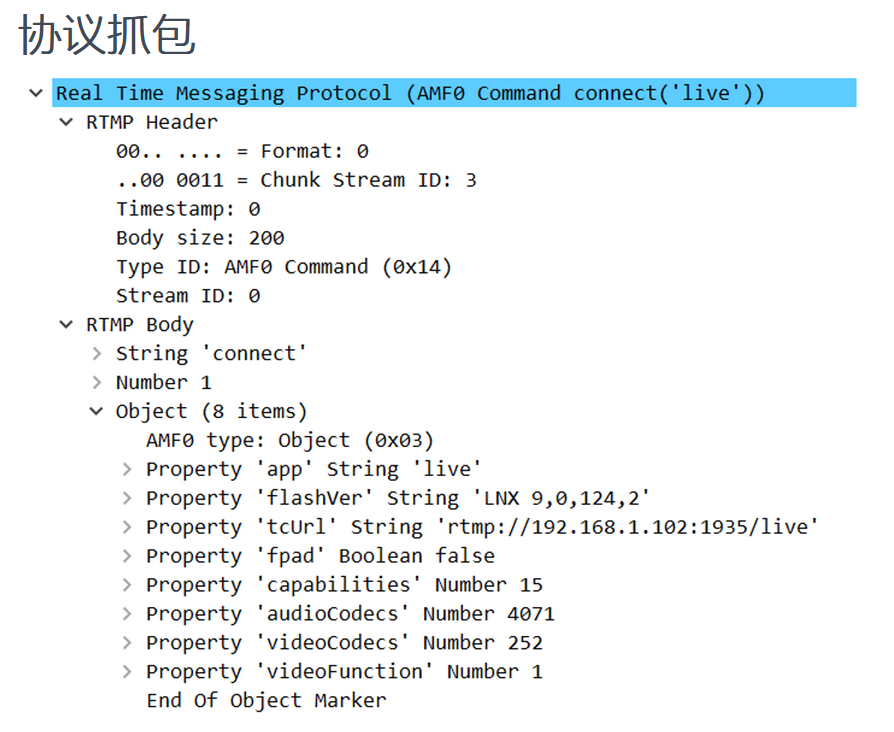 协议抓包
Real Time Messaging Protocol (AMF0 Command connect('live'))
RTMP Header
00.. .... = Format: 0
..00 0011 = Chunk Stream ID: 3
Timestamp: 0
Body size: 200
Type ID: AMF0 Command (0x14)
Stream ID: 0
RTMP Body
String 'connect'
Number 1
Object (8 items)
AMF0 type: Object (0x03)
Property 'app' String 'live'
Property 'flashVer' String 'LNX 9,0,124,2'
Property 'tcUrl' String 'rtmp://192.168.1.102:1935/live'
Property 'fpad' Boolean false
Property 'capabilities' Number 15
Property 'audioCodecs' Number 4071
Property 'videoCodecs' Number 252
Property 'videoFunction' Number 1
End Of Object Marker